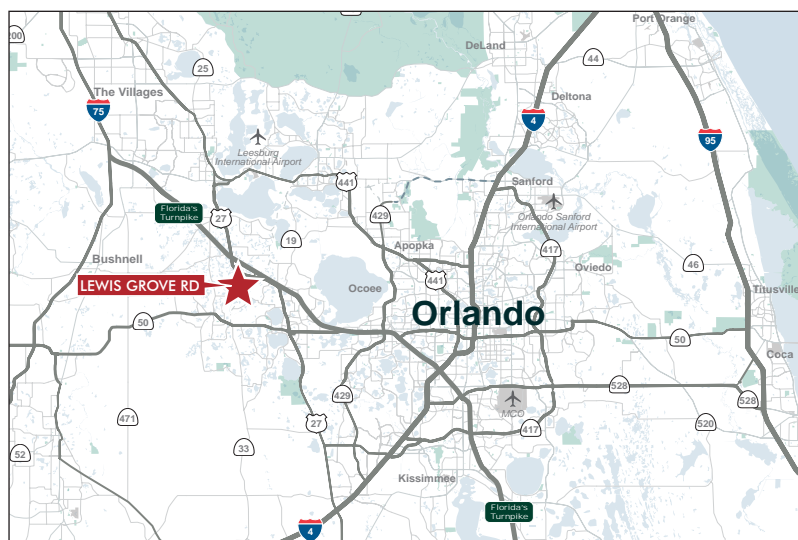 Port Orange
200
DeLand
44
25
The Villages
Deltona
75
4
95
Leesburg
International Airport
441
Sanford
Florida's
Turnpike
27
429
Orlando Sanford
International Airport
19
Apopka
417
Bushnell
Oviedo
46
441
LEWIS GROVE RD
Ocoee
Titusville
Orlando
50
50
Coca
528
429
528
MCO
471
27
417
520
33
52
Kissimmee
Florida's
Turnpike
4